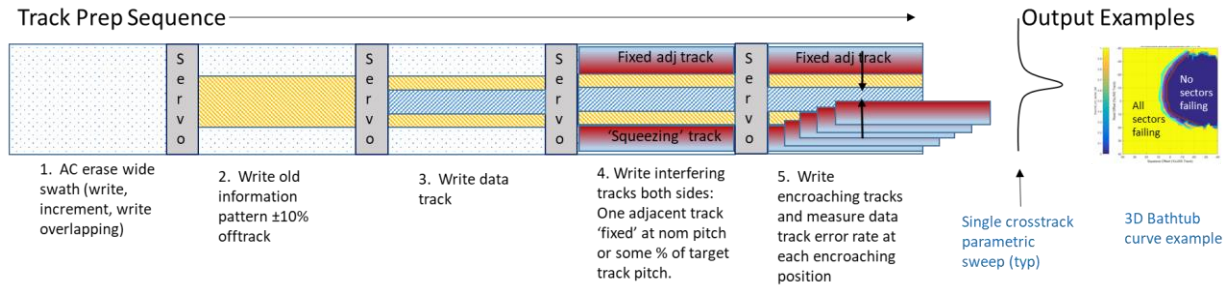 Track Prep Sequence
Output Examples
Servo
Servo
Servo
Servo
Fixed adj track
Fixed adj track
'Squeezing' track
No
sectors
failing
All
sectors
failing
1. AC erase wide
swath (write,
increment, write
overlapping)
2. Write old
information
pattern ±10%
offtrack
3. Write data
track
4. Write interfering
tracks both sides:
One adjacent track
'fixed' at nom pitch
or some % of target
track pitch.
5. Write
encroaching tracks
and measure data
track error rate at
each encroaching
position
Single crosstrack
parametric
sweep (typ)
3D Bathtub
curve example